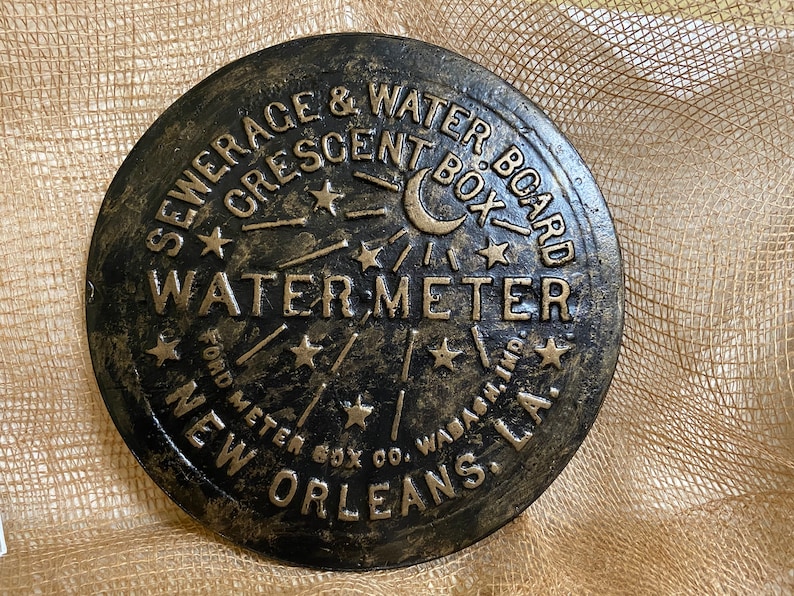 SEWERAGE & WATER BOARD
CRESCENT BOX
WATER METER
FORD METER BOX CO. WABASH, IND.
NEW ORLEANS, LA.